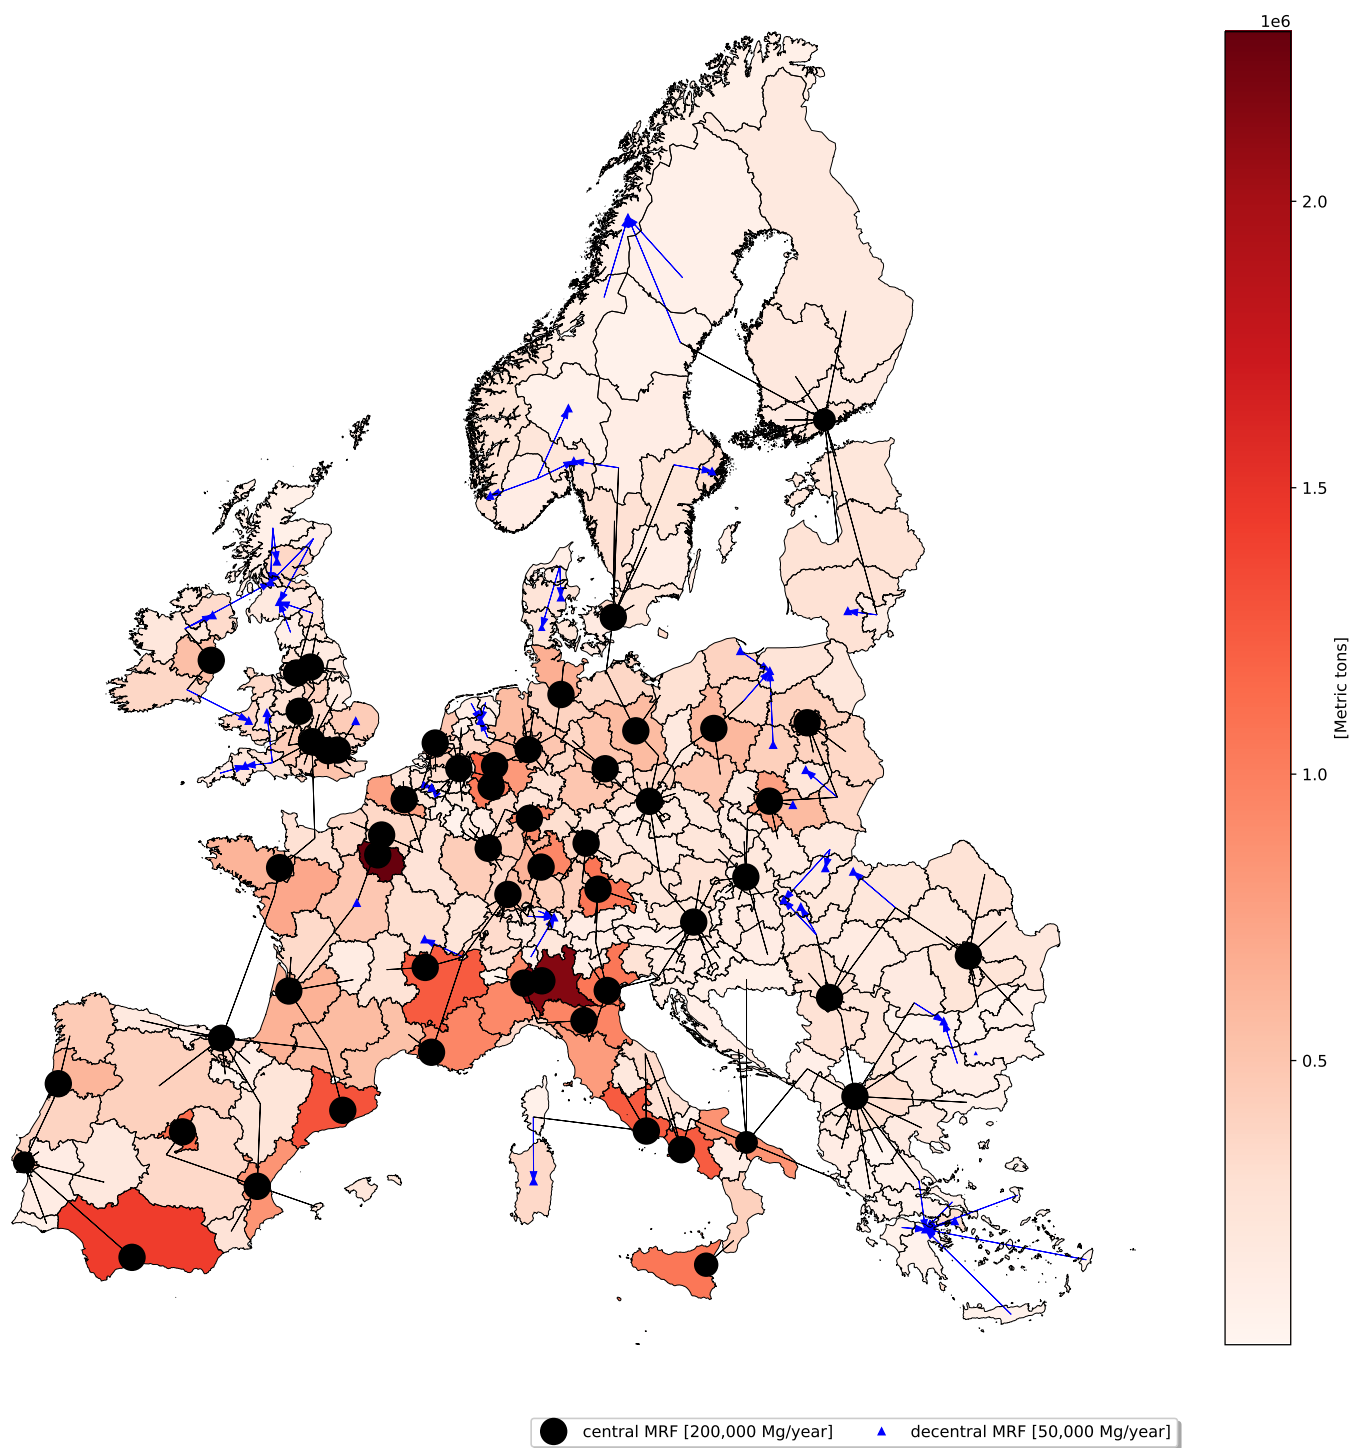 1e6
2.0
1.5
1.0
0.5
[Metric tons]
central MRF [200,000 Mg/year]
decentral MRF [50,000 Mg/year]